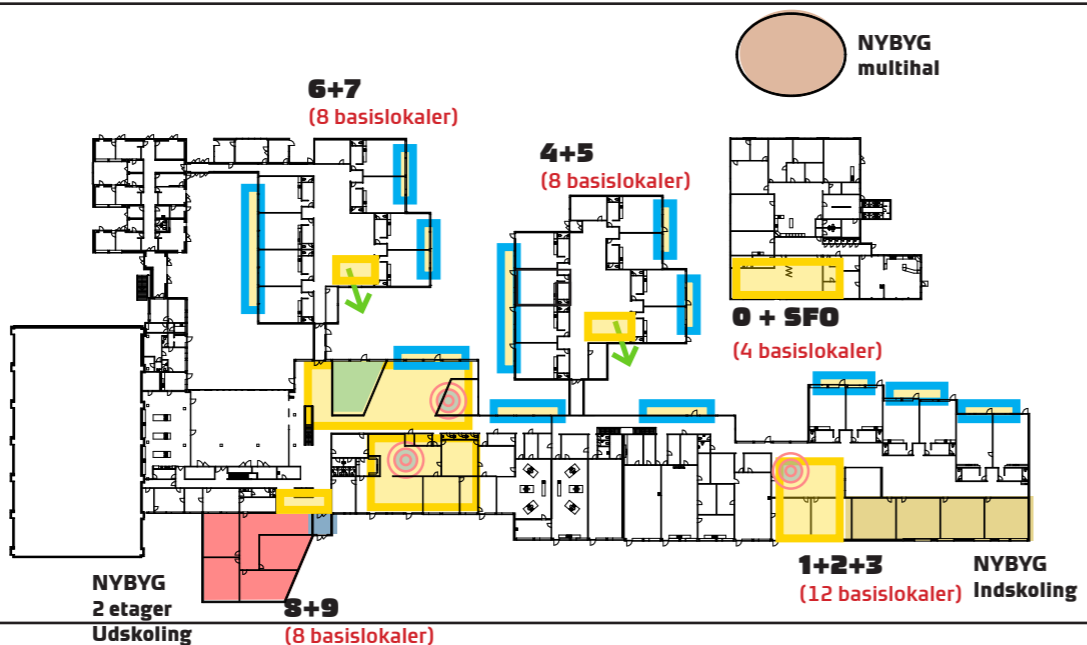 NYBYG
multihal
6+7
(8 basislokaler)
4+5
(8 basislokaler)
0 + SFO
(4 basislokaler)
1+2+3
(12 basislokaler)
NYBYG
Indskoling
NYBYG
2 etager
Udskoling
8+9
(8 basislokaler)